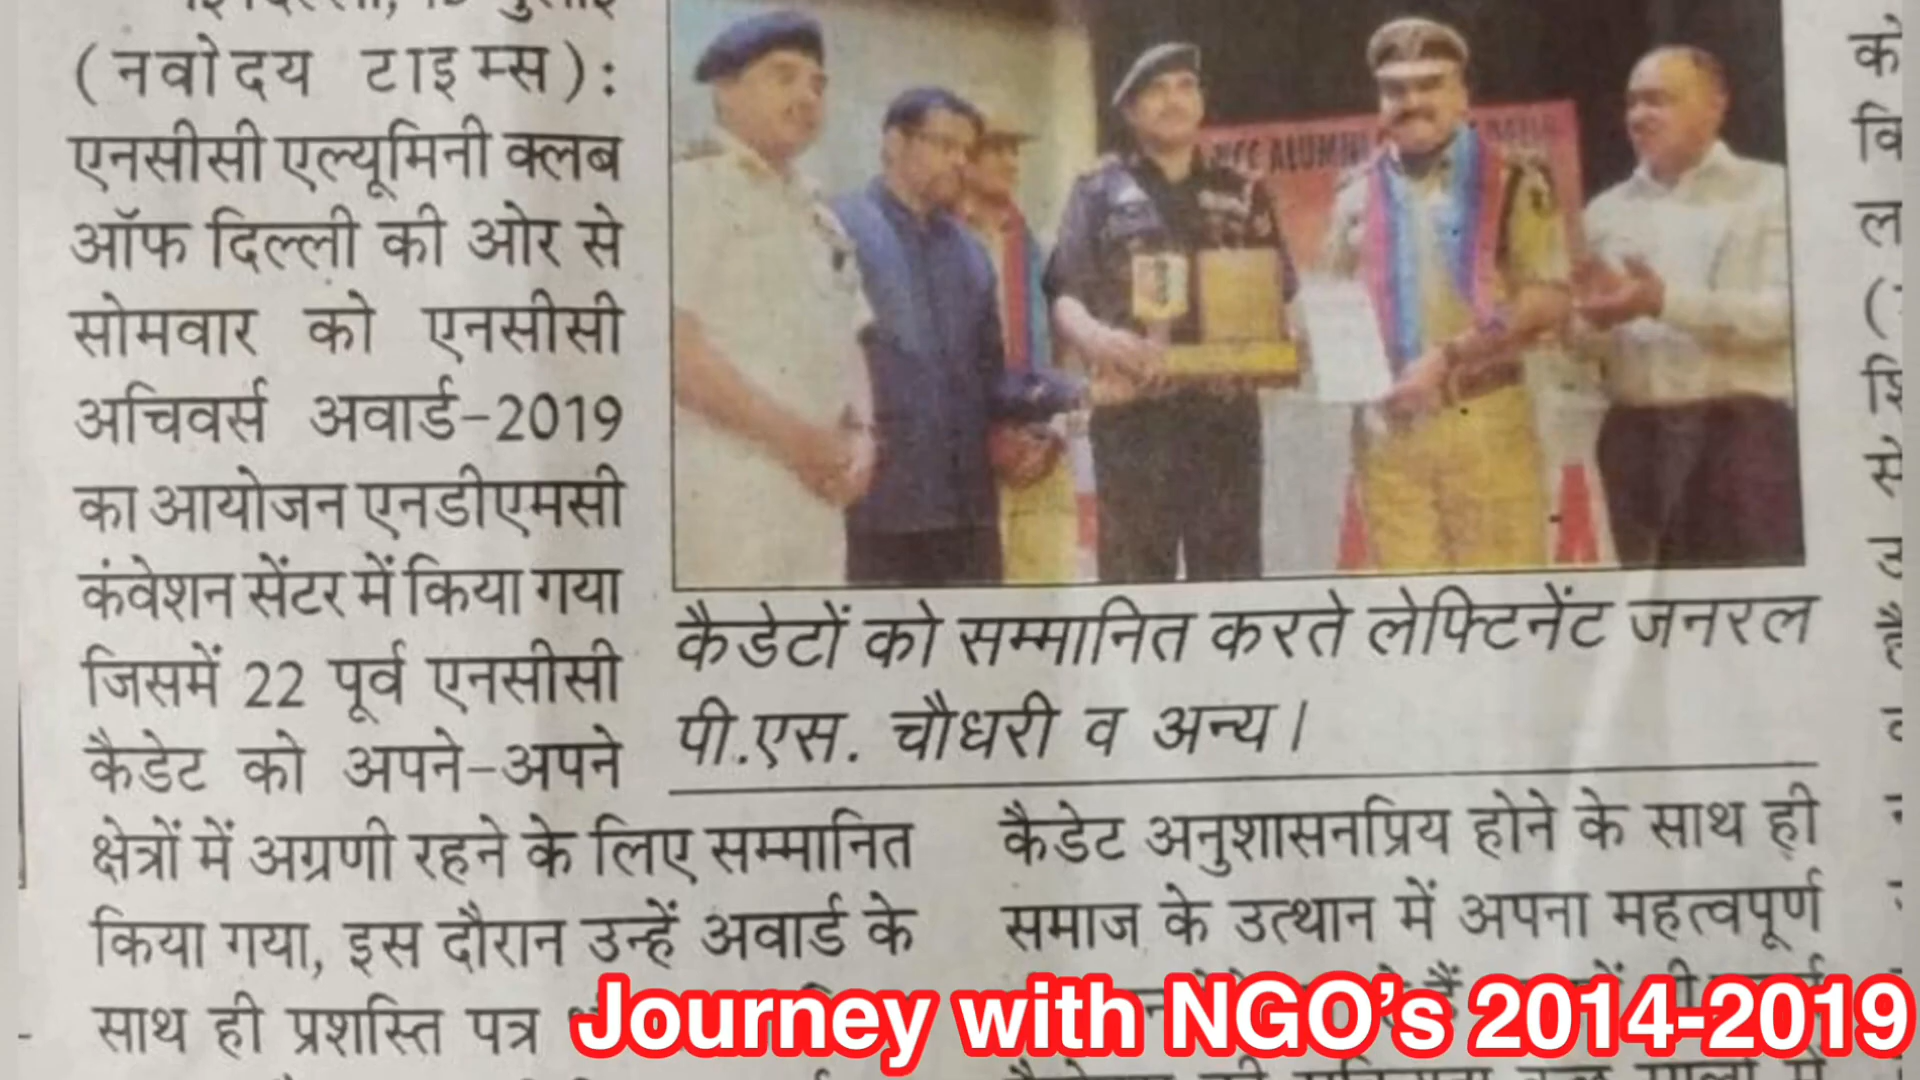 (नवोदय टाइम्स):
एनसीसी एल्यूमिनी क्लब
ऑफ दिल्ली की ओर से
सोमवार को एनसीसी
अचिवर्स अवार्ड-2019
का आयोजन एनडीएमसी
कंवेशन सेंटर में किया गया
जिसमें 22 पूर्व एनसीसी
कैडेट को अपने-अपने
क्षेत्रों में अग्रणी रहने के लिए सम्मानित
किया गया, इस दौरान उन्हें अवार्ड के
साथ ही प्रशस्ति पत्र
NCC ALUMNI
कैडेटों को सम्मानित करते लेफ्टिनेंट जनरल
पी.एस. चौधरी व अन्य।
कैडेट अनुशासनप्रिय होने के साथ ही
समाज के उत्थान में अपना महत्वपूर्ण
Journey with NGO’s 2014-2019